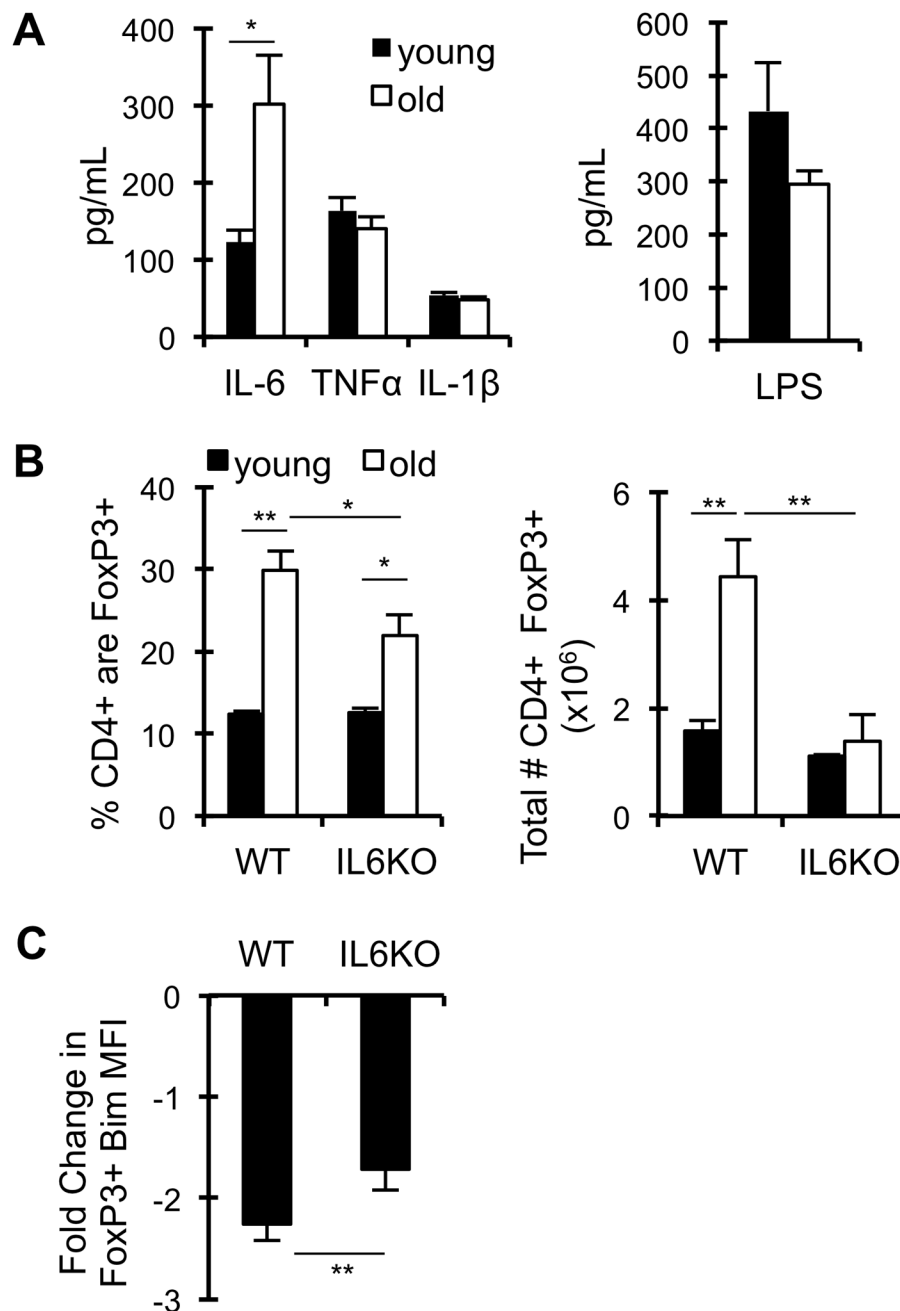 A
*
young
old
pg/mL
400
300
200
100
0
IL-6 TNFα IL-1β
pg/mL
600
500
400
300
200
100
0
LPS
B
young old
% CD4+ are FoxP3+
40
30
20
10
0
**
*
*
WT IL6KO
Total # CD4+ FoxP3+
(x10⁶)
6
4
2
0
**
**
WT IL6KO
C
WT IL6KO
Fold Change in
FoxP3+ Bim MFI
0
-1
-2
-3
**